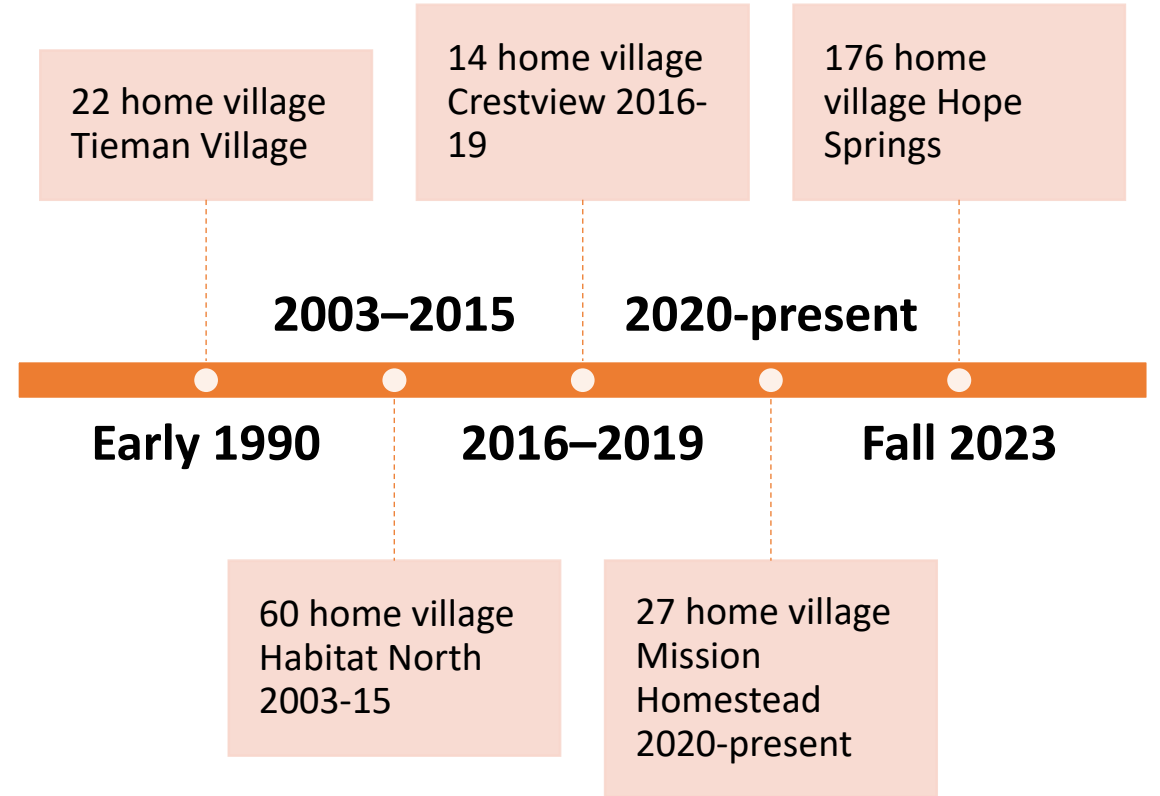 22 home village
Tieman Village
14 home village
Crestview 2016-
19
176 home
village Hope
Springs
2003–2015
2020-present
Early 1990
2016–2019
Fall 2023
60 home village
Habitat North
2003-15
27 home village
Mission
Homestead
2020-present